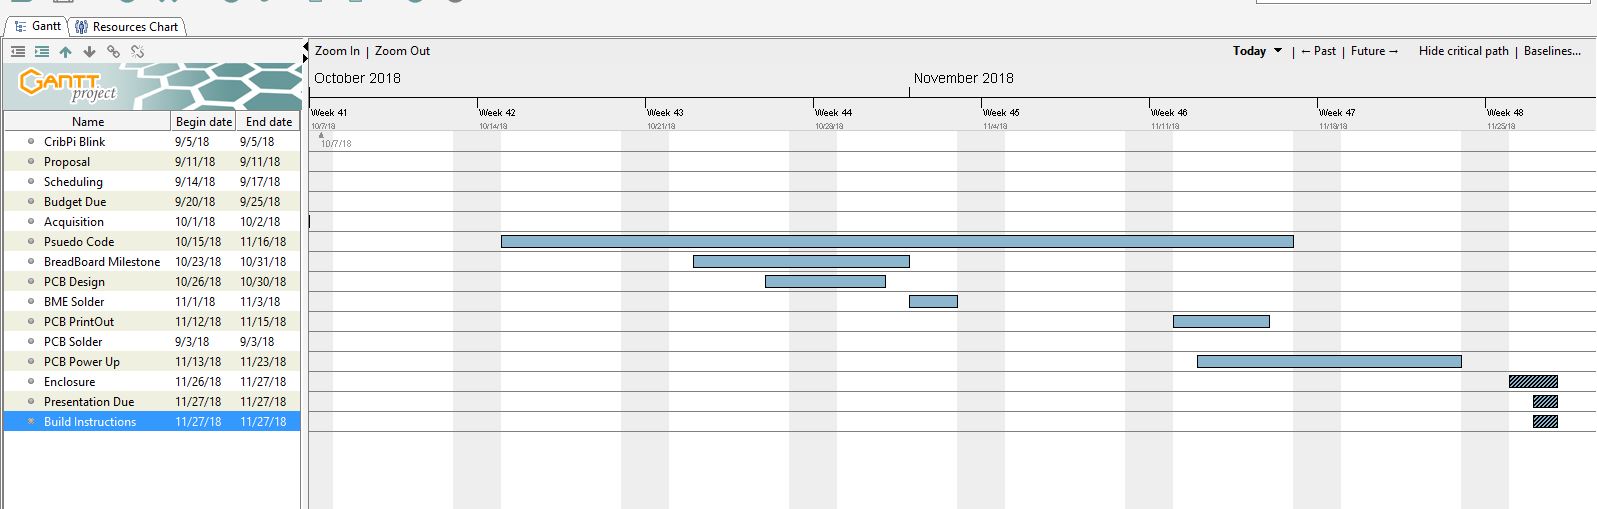 Gantt
Resources Chart
Zoom In | Zoom Out
Today | ← Past | Future → Hide critical path | Baselines...
GANTT
project
October 2018
November 2018
Week 41 Week 42 Week 43 Week 44 Week 45 Week 46 Week 47 Week 48
10/7/18 10/14/18 10/21/18 10/28/18 11/4/18 11/11/18 11/18/18 11/25/18
10/7/18
Name Begin date End date
CribPi Blink 9/5/18 9/5/18
Proposal 9/11/18 9/11/18
Scheduling 9/14/18 9/17/18
Budget Due 9/20/18 9/25/18
Acquisition 10/1/18 10/2/18
Psuedo Code 10/15/18 11/16/18
BreadBoard Milestone 10/23/18 10/31/18
PCB Design 10/26/18 10/30/18
BME Solder 11/1/18 11/3/18
PCB PrintOut 11/12/18 11/15/18
PCB Solder 9/3/18 9/3/18
PCB Power Up 11/13/18 11/23/18
Enclosure 11/26/18 11/27/18
Presentation Due 11/27/18 11/27/18
Build Instructions 11/27/18 11/27/18